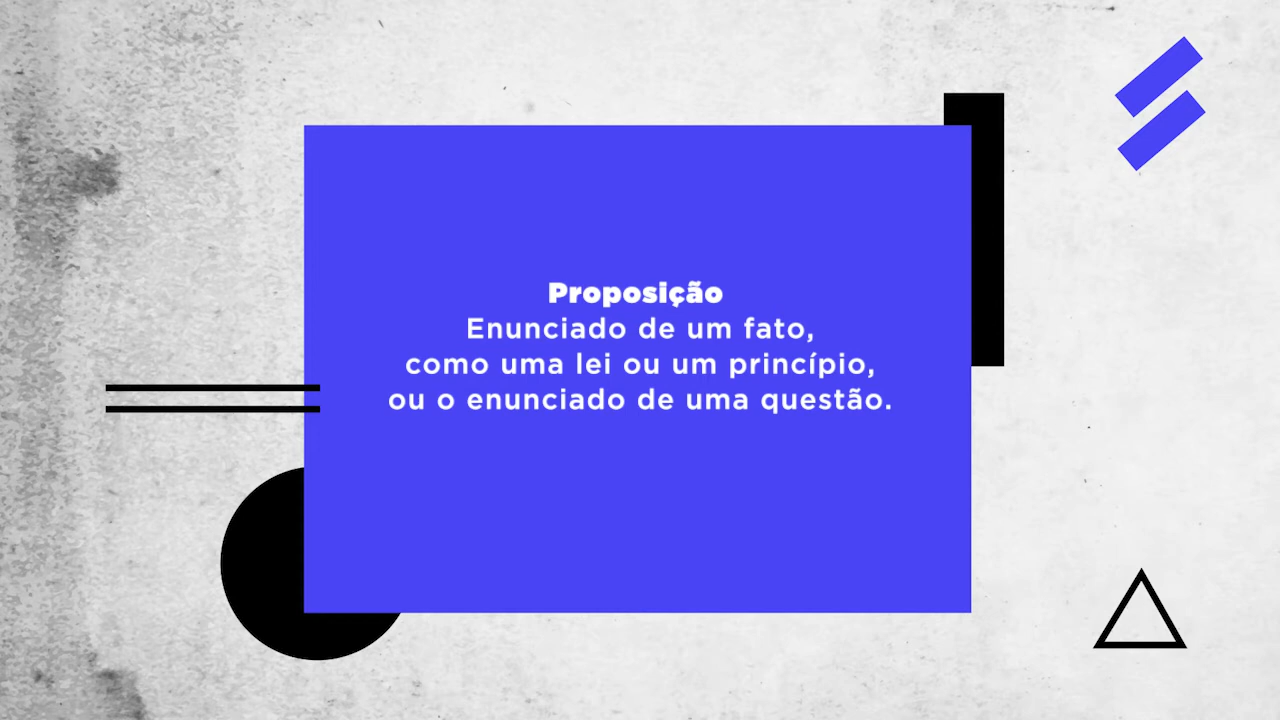 Proposição
Enunciado de um fato,
como uma lei ou um princípio,
ou o enunciado de uma questão.